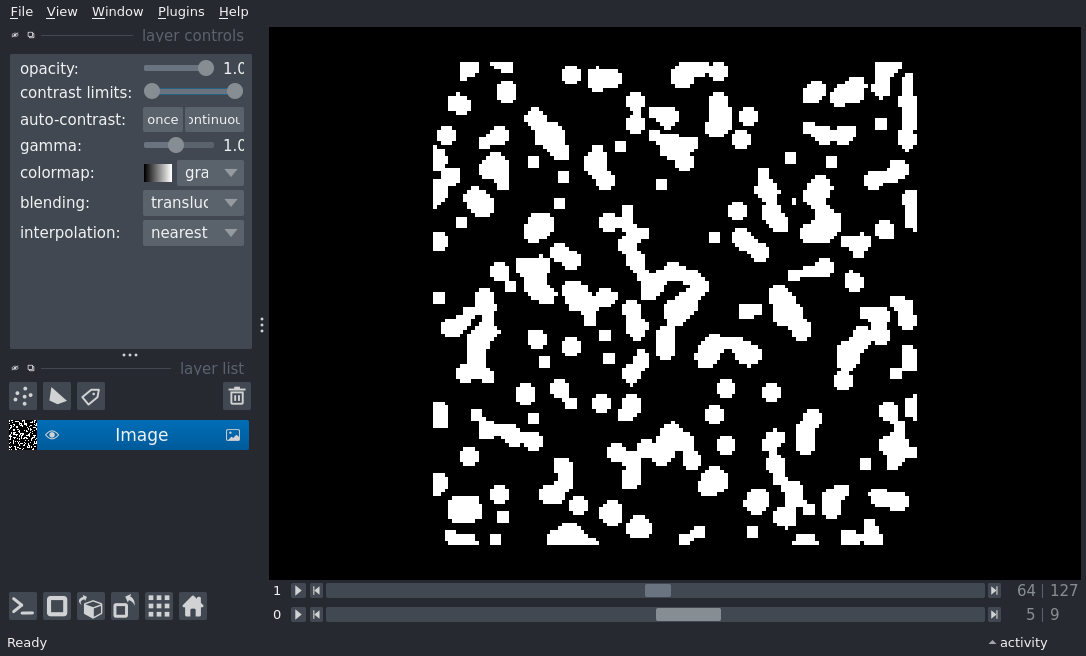 File View Window Plugins Help
layer controls
opacity: 1.0
contrast limits:
auto-contrast: once ontinuou
gamma: 1.0
colormap: gra
blending: transluc
interpolation: nearest
layer list
Image
1 64 127
0 5 9
Ready activity